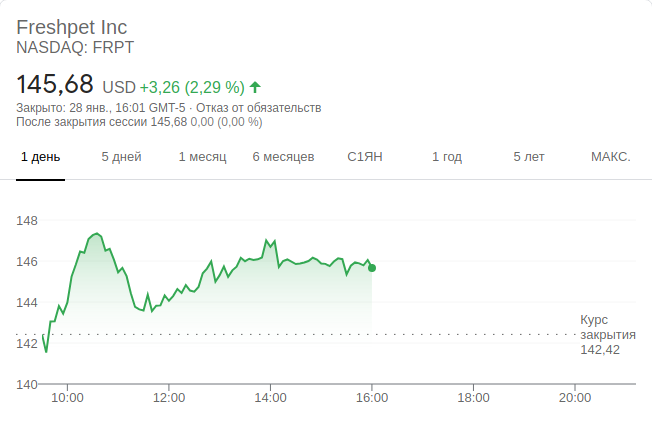 Freshpet Inc
NASDAQ: FRPT
145,68 USD +3,26 (2,29 %)
Закрыто: 28 янв., 16:01 GMT-5 · Отказ от обязательств
После закрытия сессии 145,68 0,00 (0,00 %)
1 день 5 дней 1 месяц 6 месяцев С1ЯН 1 год 5 лет МАКС.
148
146
144
142
140
Курс
закрытия
142,42
10:00 12:00 14:00 16:00 18:00 20:00